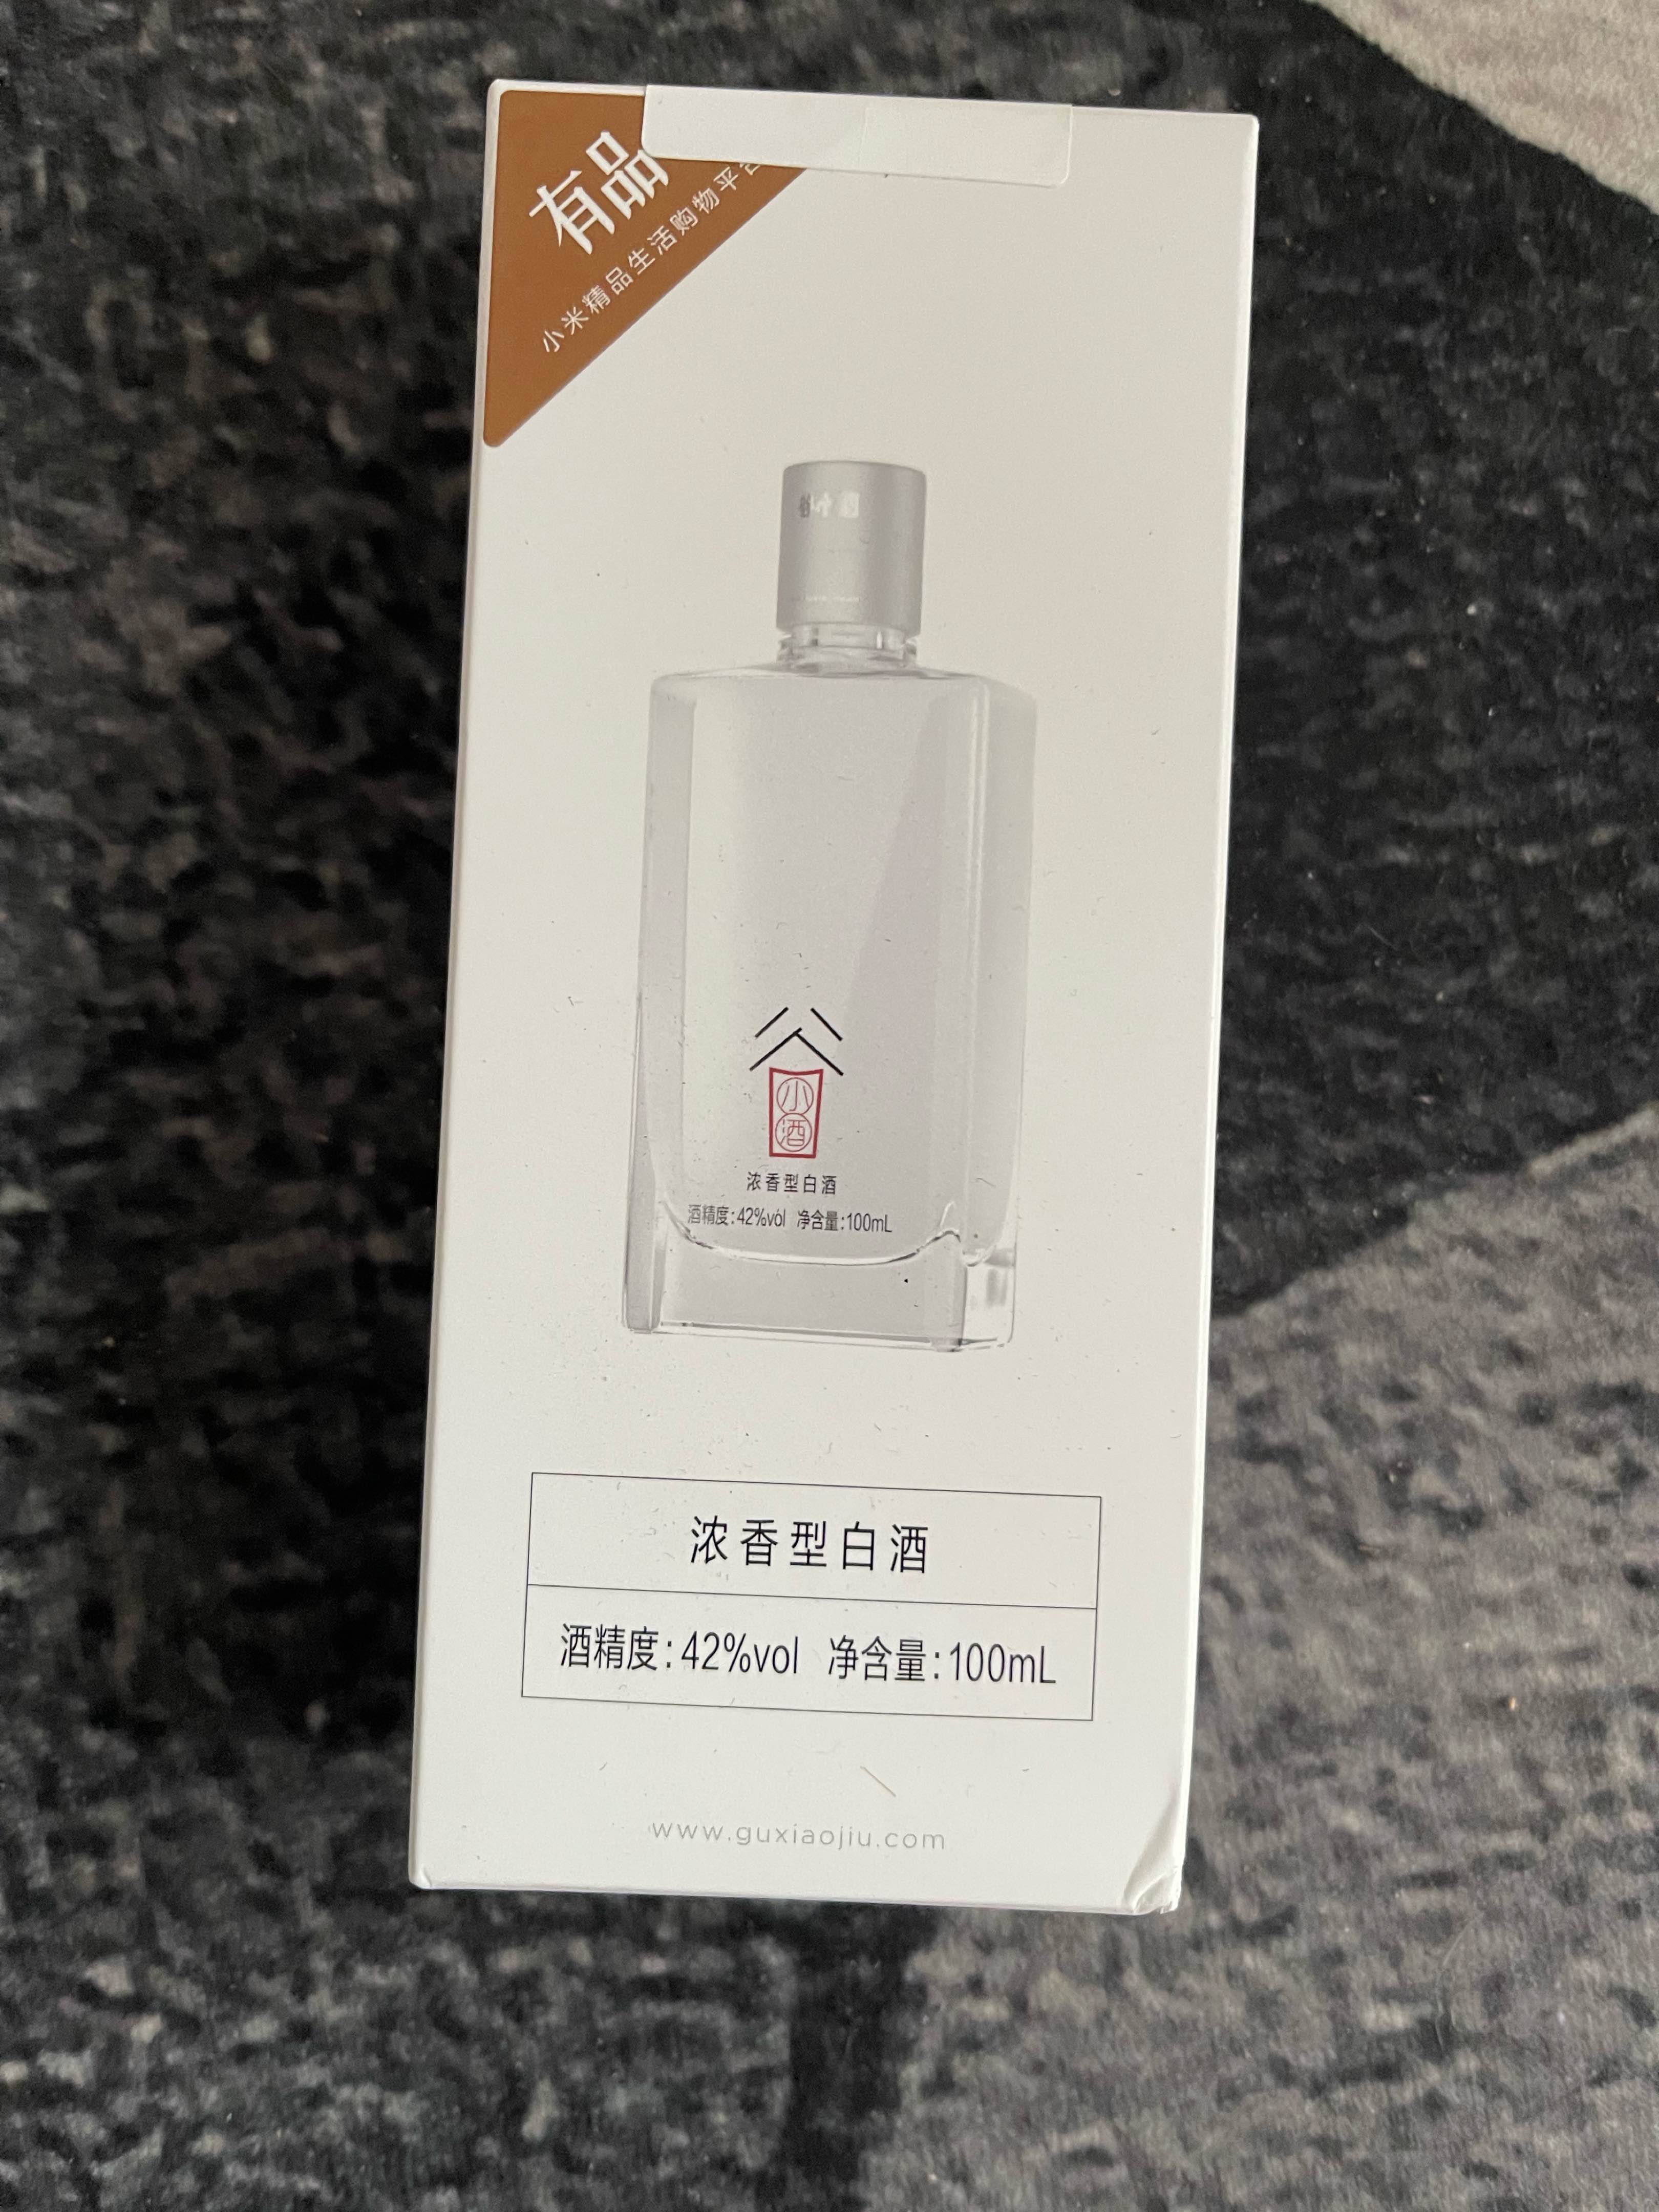 有品
小米精品生活购物平台
谷
小
酒
浓香型白酒
酒精度:42%vol 净含量:100mL
浓香型白酒
酒精度:42%vol 净含量:100mL
www.guxiaojiu.com